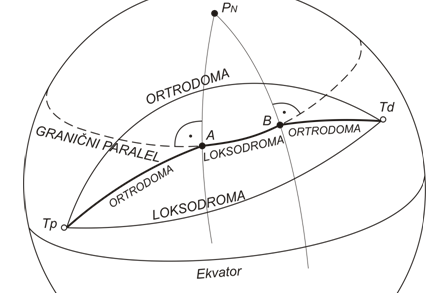 PN
ORTRODOMA
Td
B
A
GRANIČNI PARALEL
ORTRODOMA
LOKSODROMA
ORTRODOMA
LOKSODROMA
Tp
Ekvator